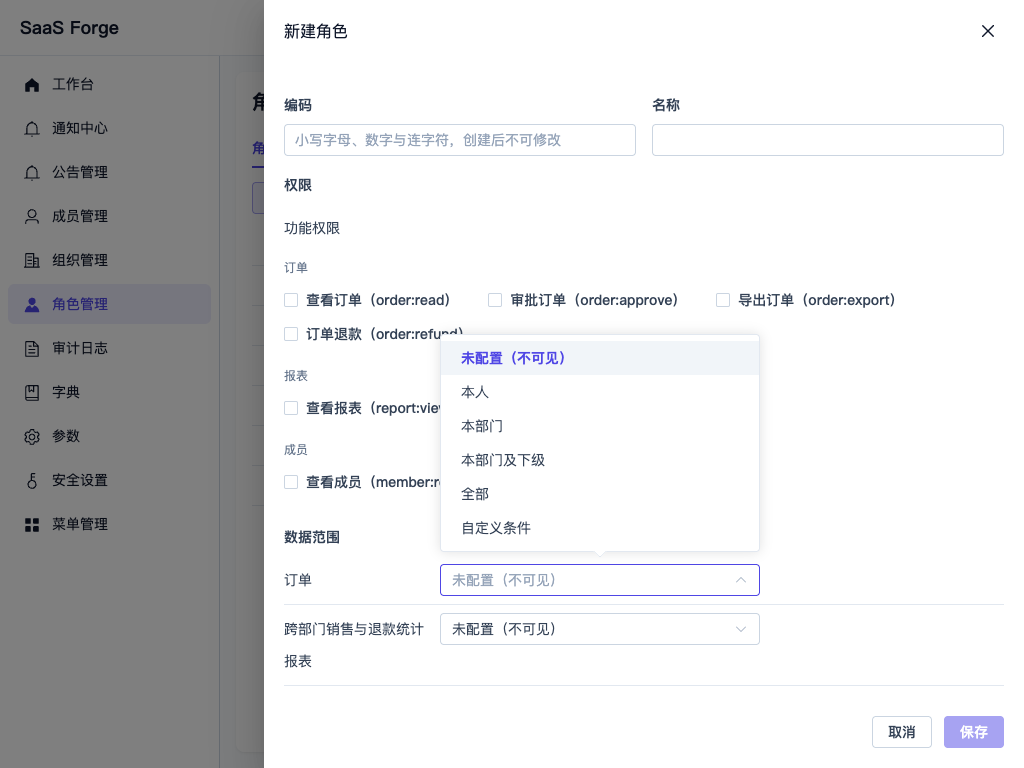 SaaS Forge
工作台
通知中心
公告管理
成员管理
组织管理
角色管理
审计日志
字典
参数
安全设置
菜单管理
新建角色
编码
名称
小写字母、数字与连字符，创建后不可修改
权限
功能权限
订单
查看订单（order:read）
审批订单（order:approve）
导出订单（order:export）
订单退款（order:refund）
报表
查看报表（report:view
成员
查看成员（member:re
未配置（不可见）
本人
本部门
本部门及下级
全部
自定义条件
数据范围
订单
未配置（不可见）
跨部门销售与退款统计
报表
未配置（不可见）
取消
保存